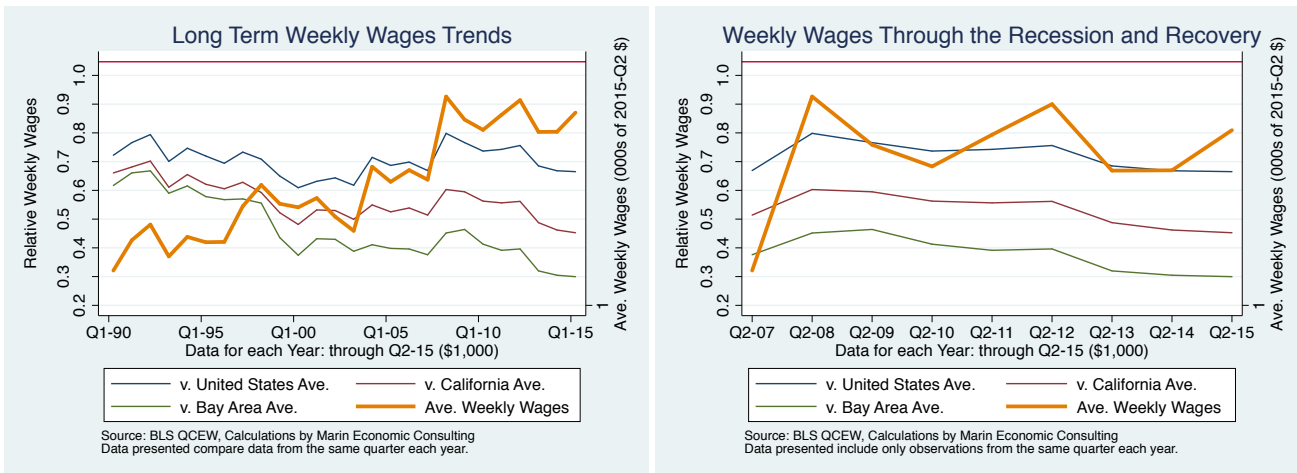 Long Term Weekly Wages Trends
Relative Weekly Wages
1.0
0.9
0.8
0.7
0.6
0.5
0.4
0.3
0.2
1
Ave. Weekly Wages (000s of 2015-Q2 $)
Q1-90 Q1-95 Q1-00 Q1-05 Q1-10 Q1-15
Data for each Year: through Q2-15 ($1,000)
v. United States Ave. v. California Ave.
v. Bay Area Ave. Ave. Weekly Wages
Source: BLS QCEW, Calculations by Marin Economic Consulting
Data presented compare data from the same quarter each year.
Weekly Wages Through the Recession and Recovery
Relative Weekly Wages
1.0
0.9
0.8
0.7
0.6
0.5
0.4
0.3
0.2
1
Ave. Weekly Wages (000s of 2015-Q2 $)
Q2-07 Q2-08 Q2-09 Q2-10 Q2-11 Q2-12 Q2-13 Q2-14 Q2-15
Data for each Year: through Q2-15 ($1,000)
v. United States Ave. v. California Ave.
v. Bay Area Ave. Ave. Weekly Wages
Source: BLS QCEW, Calculations by Marin Economic Consulting
Data presented include only observations from the same quarter each year.